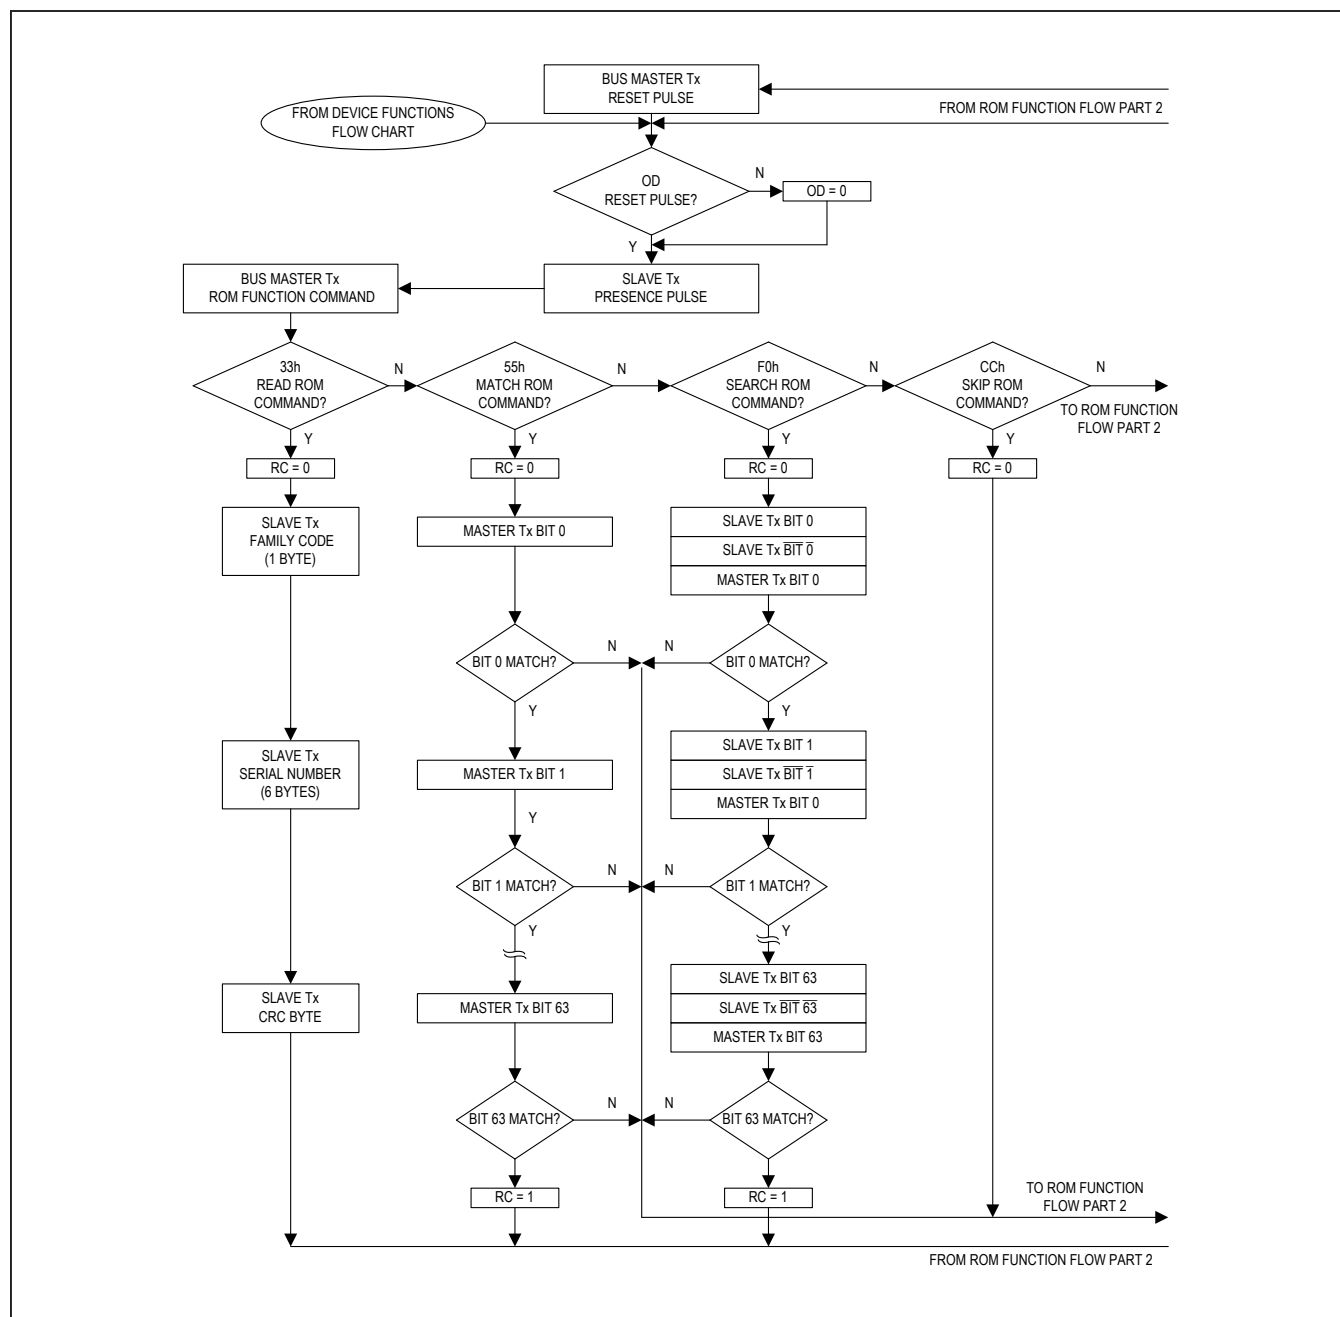 BUS MASTER Tx
RESET PULSE
FROM ROM FUNCTION FLOW PART 2
FROM DEVICE FUNCTIONS
FLOW CHART
OD
RESET PULSE?
N
OD = 0
Y
BUS MASTER Tx
ROM FUNCTION COMMAND
SLAVE Tx
PRESENCE PULSE
33h
READ ROM
COMMAND?
N
55h
MATCH ROM
COMMAND?
N
F0h
SEARCH ROM
COMMAND?
N
CCh
SKIP ROM
COMMAND?
N
TO ROM FUNCTION
FLOW PART 2
Y
Y
Y
Y
RC = 0
RC = 0
RC = 0
RC = 0
SLAVE Tx
FAMILY CODE
(1 BYTE)
MASTER Tx BIT 0
SLAVE Tx BIT 0
SLAVE Tx B̅I̅T̅ 0̅
MASTER Tx BIT 0
BIT 0 MATCH?
N
N
BIT 0 MATCH?
Y
Y
SLAVE Tx
SERIAL NUMBER
(6 BYTES)
MASTER Tx BIT 1
SLAVE Tx BIT 1
SLAVE Tx B̅I̅T̅ 1̅
MASTER Tx BIT 0
Y
BIT 1 MATCH?
N
N
BIT 1 MATCH?
Y
Y
SLAVE Tx
CRC BYTE
MASTER Tx BIT 63
SLAVE Tx BIT 63
SLAVE Tx B̅I̅T̅ 6̅3̅
MASTER Tx BIT 63
BIT 63 MATCH?
N
N
BIT 63 MATCH?
RC = 1
RC = 1
TO ROM FUNCTION
FLOW PART 2
FROM ROM FUNCTION FLOW PART 2